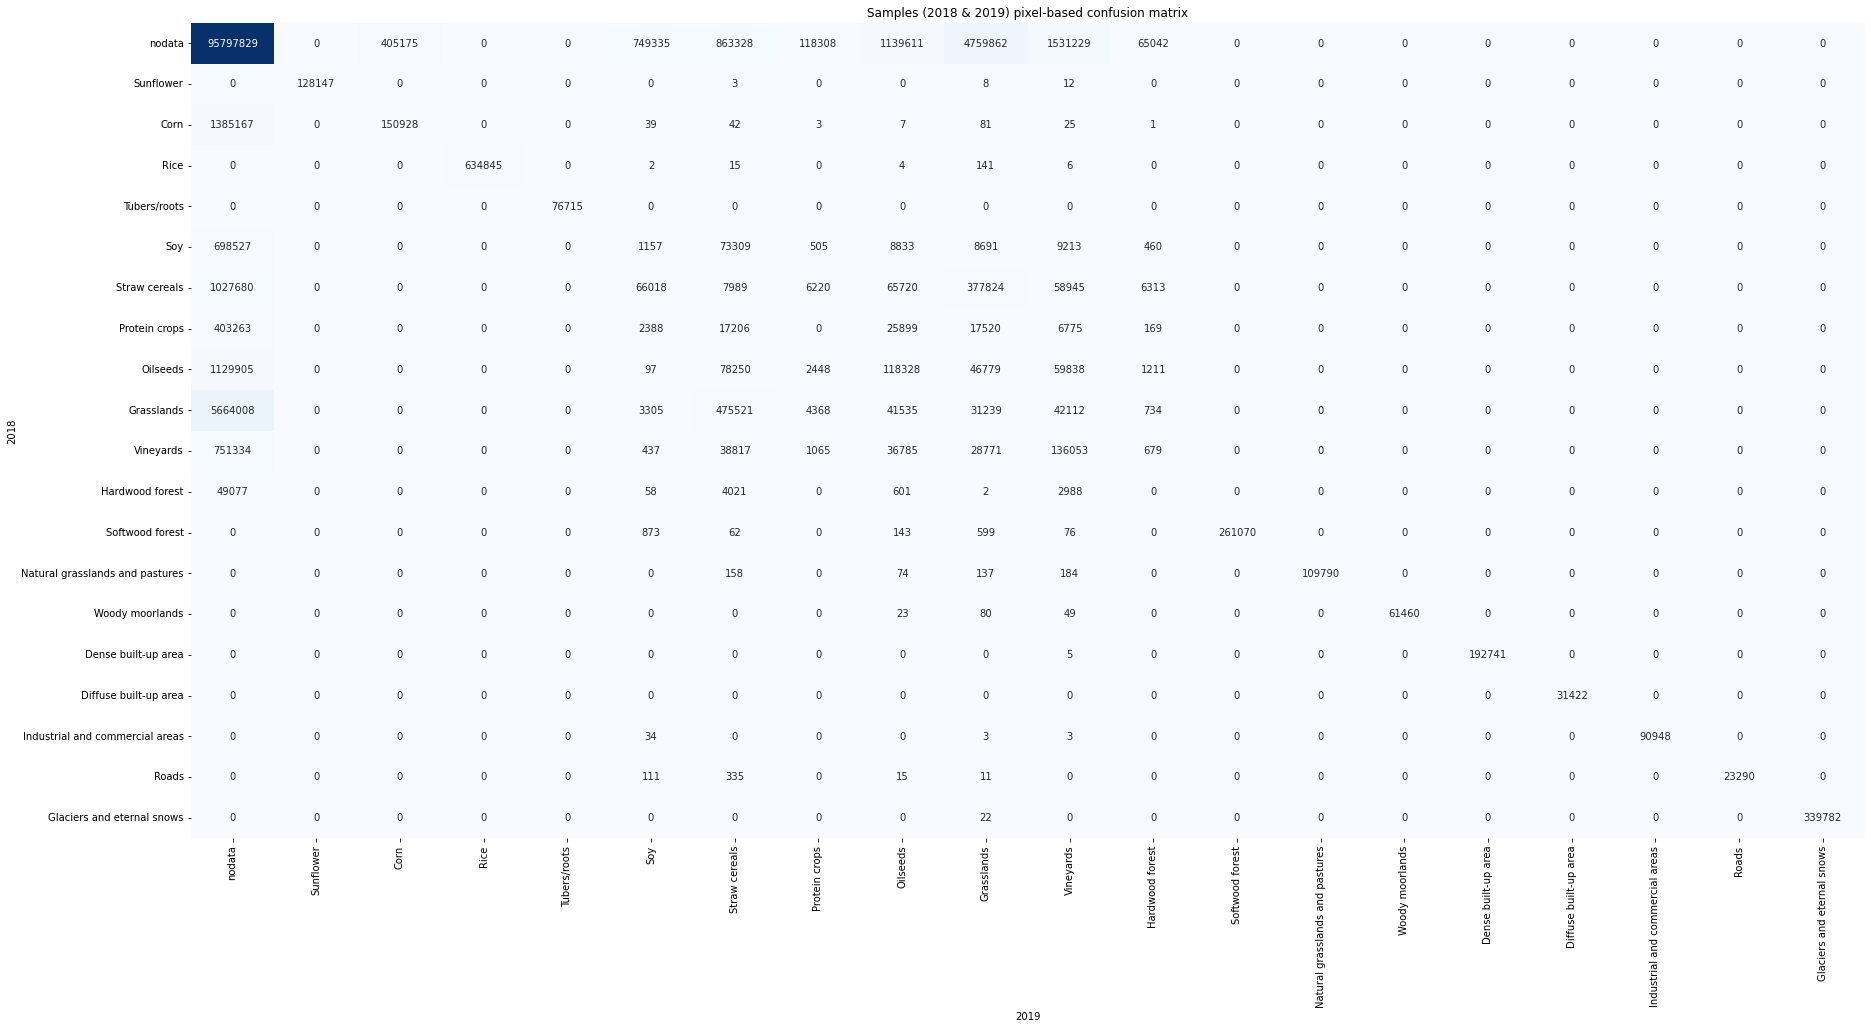 Samples (2018 & 2019) pixel-based confusion matrix
nodata 95797829 0 405175 0 0 749335 863328 118308 1139611 4759862 1531229 65042 0 0 0 0 0 0 0 0
Sunflower 0 128147 0 0 0 0 3 0 0 8 12 0 0 0 0 0 0 0 0 0
Corn 1385167 0 150928 0 0 39 42 3 7 81 25 1 0 0 0 0 0 0 0 0
Rice 0 0 0 634845 0 2 15 0 4 141 6 0 0 0 0 0 0 0 0 0
Tubers/roots 0 0 0 0 76715 0 0 0 0 0 0 0 0 0 0 0 0 0 0 0
Soy 698527 0 0 0 0 1157 73309 505 8833 8691 9213 460 0 0 0 0 0 0 0 0
Straw cereals 1027680 0 0 0 0 66018 7989 6220 65720 377824 58945 6313 0 0 0 0 0 0 0 0
Protein crops 403263 0 0 0 0 2388 17206 0 25899 17520 6775 169 0 0 0 0 0 0 0 0
Oilseeds 1129905 0 0 0 0 97 78250 2448 118328 46779 59838 1211 0 0 0 0 0 0 0 0
Grasslands 5664008 0 0 0 0 3305 475521 4368 41535 31239 42112 734 0 0 0 0 0 0 0 0
2018
Vineyards 751334 0 0 0 0 437 38817 1065 36785 28771 136053 679 0 0 0 0 0 0 0 0
Hardwood forest 49077 0 0 0 0 58 4021 0 601 2 2988 0 0 0 0 0 0 0 0 0
Softwood forest 0 0 0 0 0 873 62 0 143 599 76 0 261070 0 0 0 0 0 0 0
Natural grasslands and pastures 0 0 0 0 0 0 158 0 74 137 184 0 0 109790 0 0 0 0 0 0
Woody moorlands 0 0 0 0 0 0 0 0 23 80 49 0 0 0 61460 0 0 0 0 0
Dense built-up area 0 0 0 0 0 0 0 0 0 0 5 0 0 0 0 192741 0 0 0 0
Diffuse built-up area 0 0 0 0 0 0 0 0 0 0 0 0 0 0 0 0 31422 0 0 0
Industrial and commercial areas 0 0 0 0 0 34 0 0 0 3 3 0 0 0 0 0 0 90948 0 0
Roads 0 0 0 0 0 111 335 0 15 11 0 0 0 0 0 0 0 0 23290 0
Glaciers and eternal snows 0 0 0 0 0 0 0 0 0 22 0 0 0 0 0 0 0 0 0 339782
nodata
Sunflower
Corn
Rice
Tubers/roots
Soy
Straw cereals
Protein crops
Oilseeds
Grasslands
Vineyards
Hardwood forest
Softwood forest
Natural grasslands and pastures
Woody moorlands
Dense built-up area
Diffuse built-up area
Industrial and commercial areas
Roads
Glaciers and eternal snows
2019